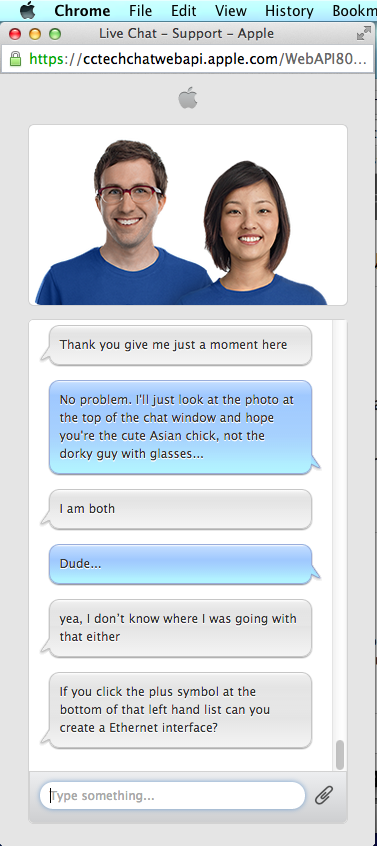 Chrome File Edit View History Bookm
Live Chat – Support – Apple
https://cctechchatwebapi.apple.com/WebAPI80...
Thank you give me just a moment here
No problem. I'll just look at the photo at
the top of the chat window and hope
you're the cute Asian chick, not the
dorky guy with glasses...
I am both
Dude...
yea, I don't know where I was going with
that either
If you click the plus symbol at the
bottom of that left hand list can you
create a Ethernet interface?
Type something...